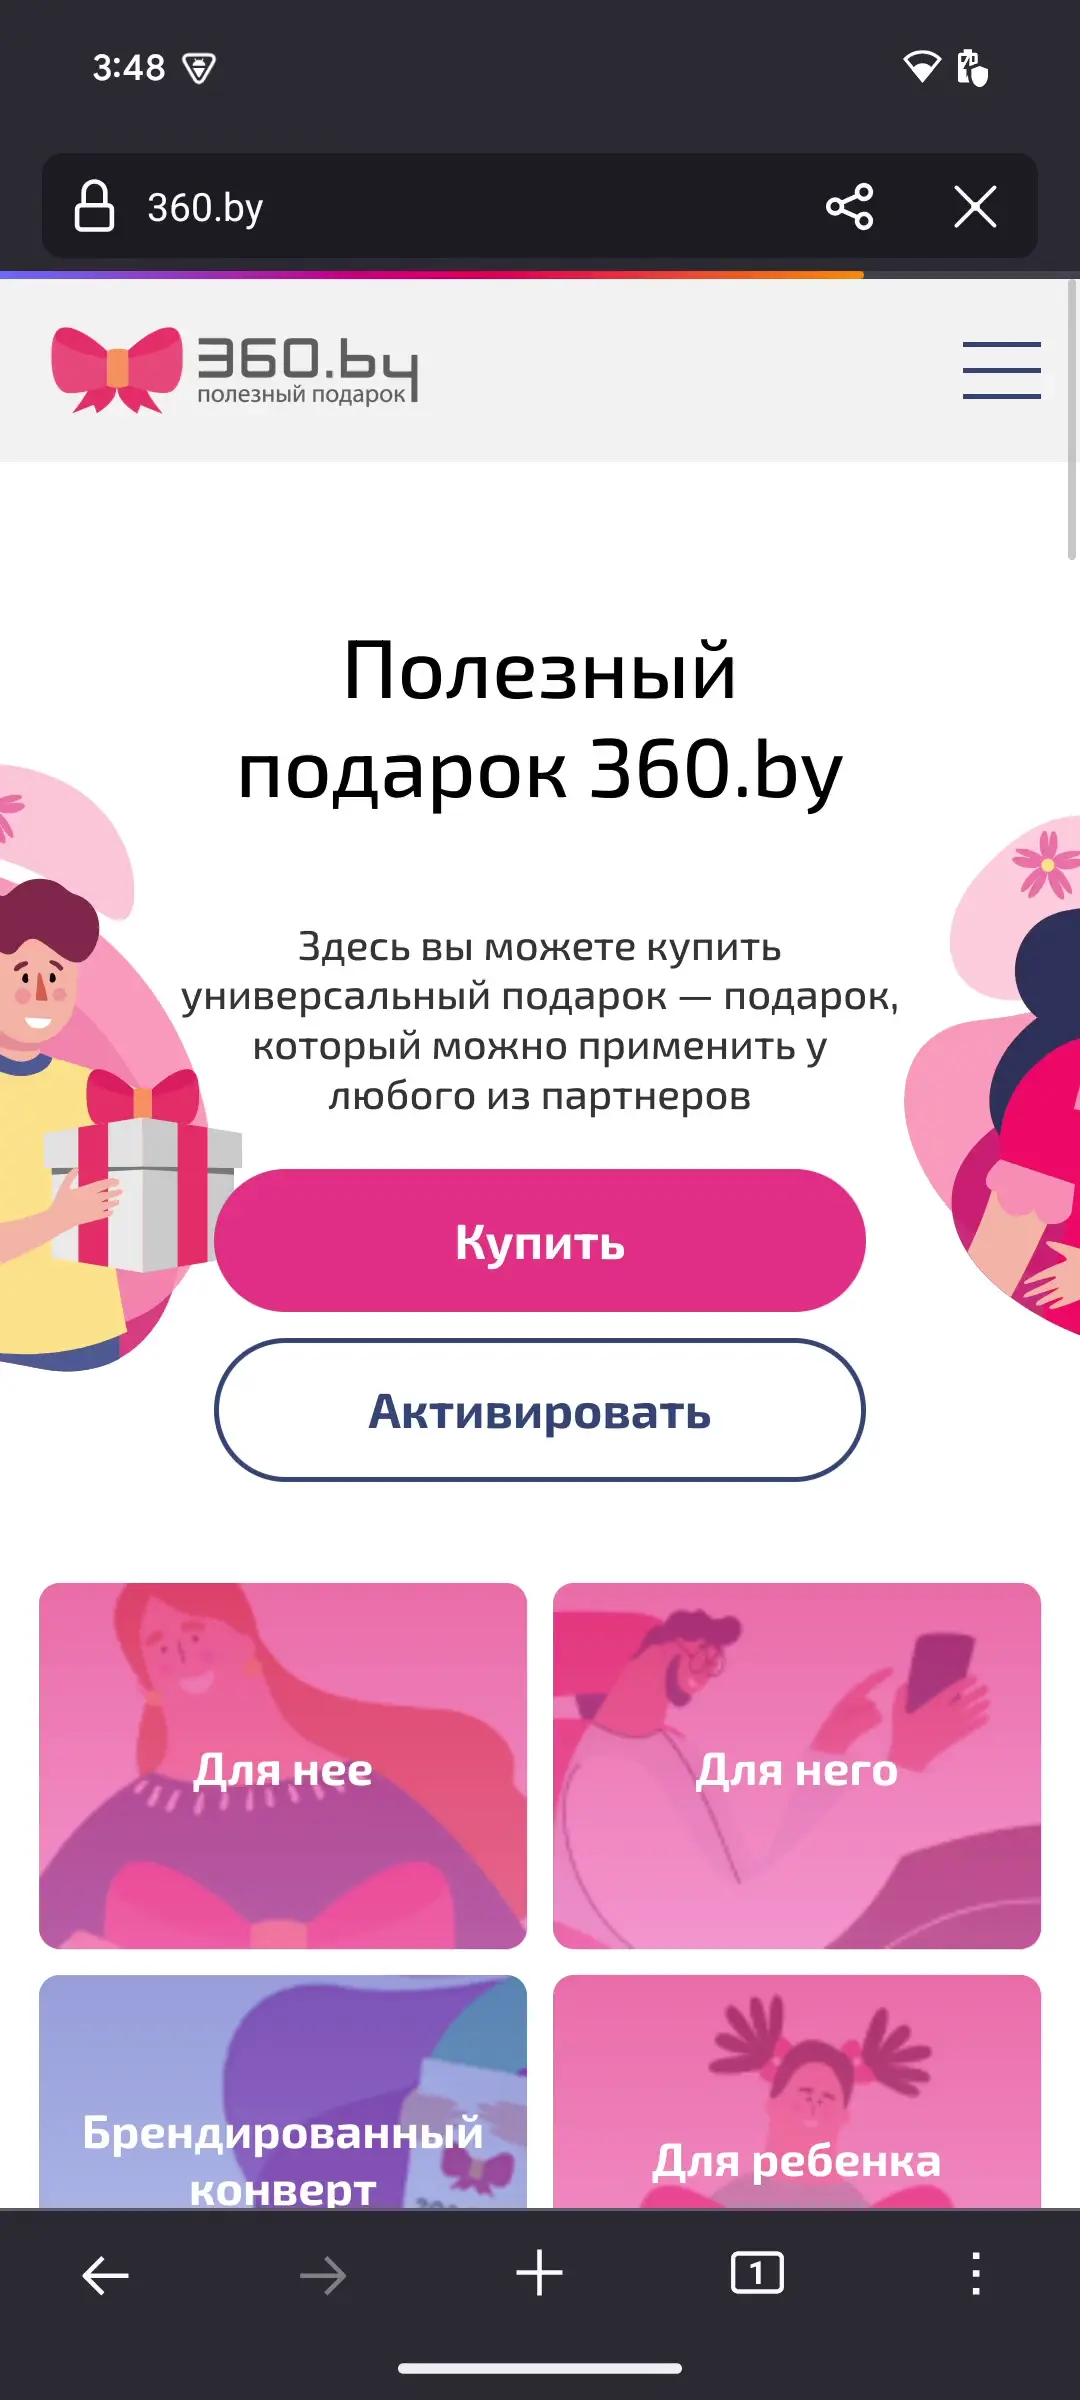 3:48
360.by
360.by
полезный подарок
Полезный
подарок 360.by
Здесь вы можете купить
универсальный подарок — подарок,
который можно применить у
любого из партнеров
Купить
Активировать
Для нее
Для него
Брендированный
конверт
Для ребенка
1